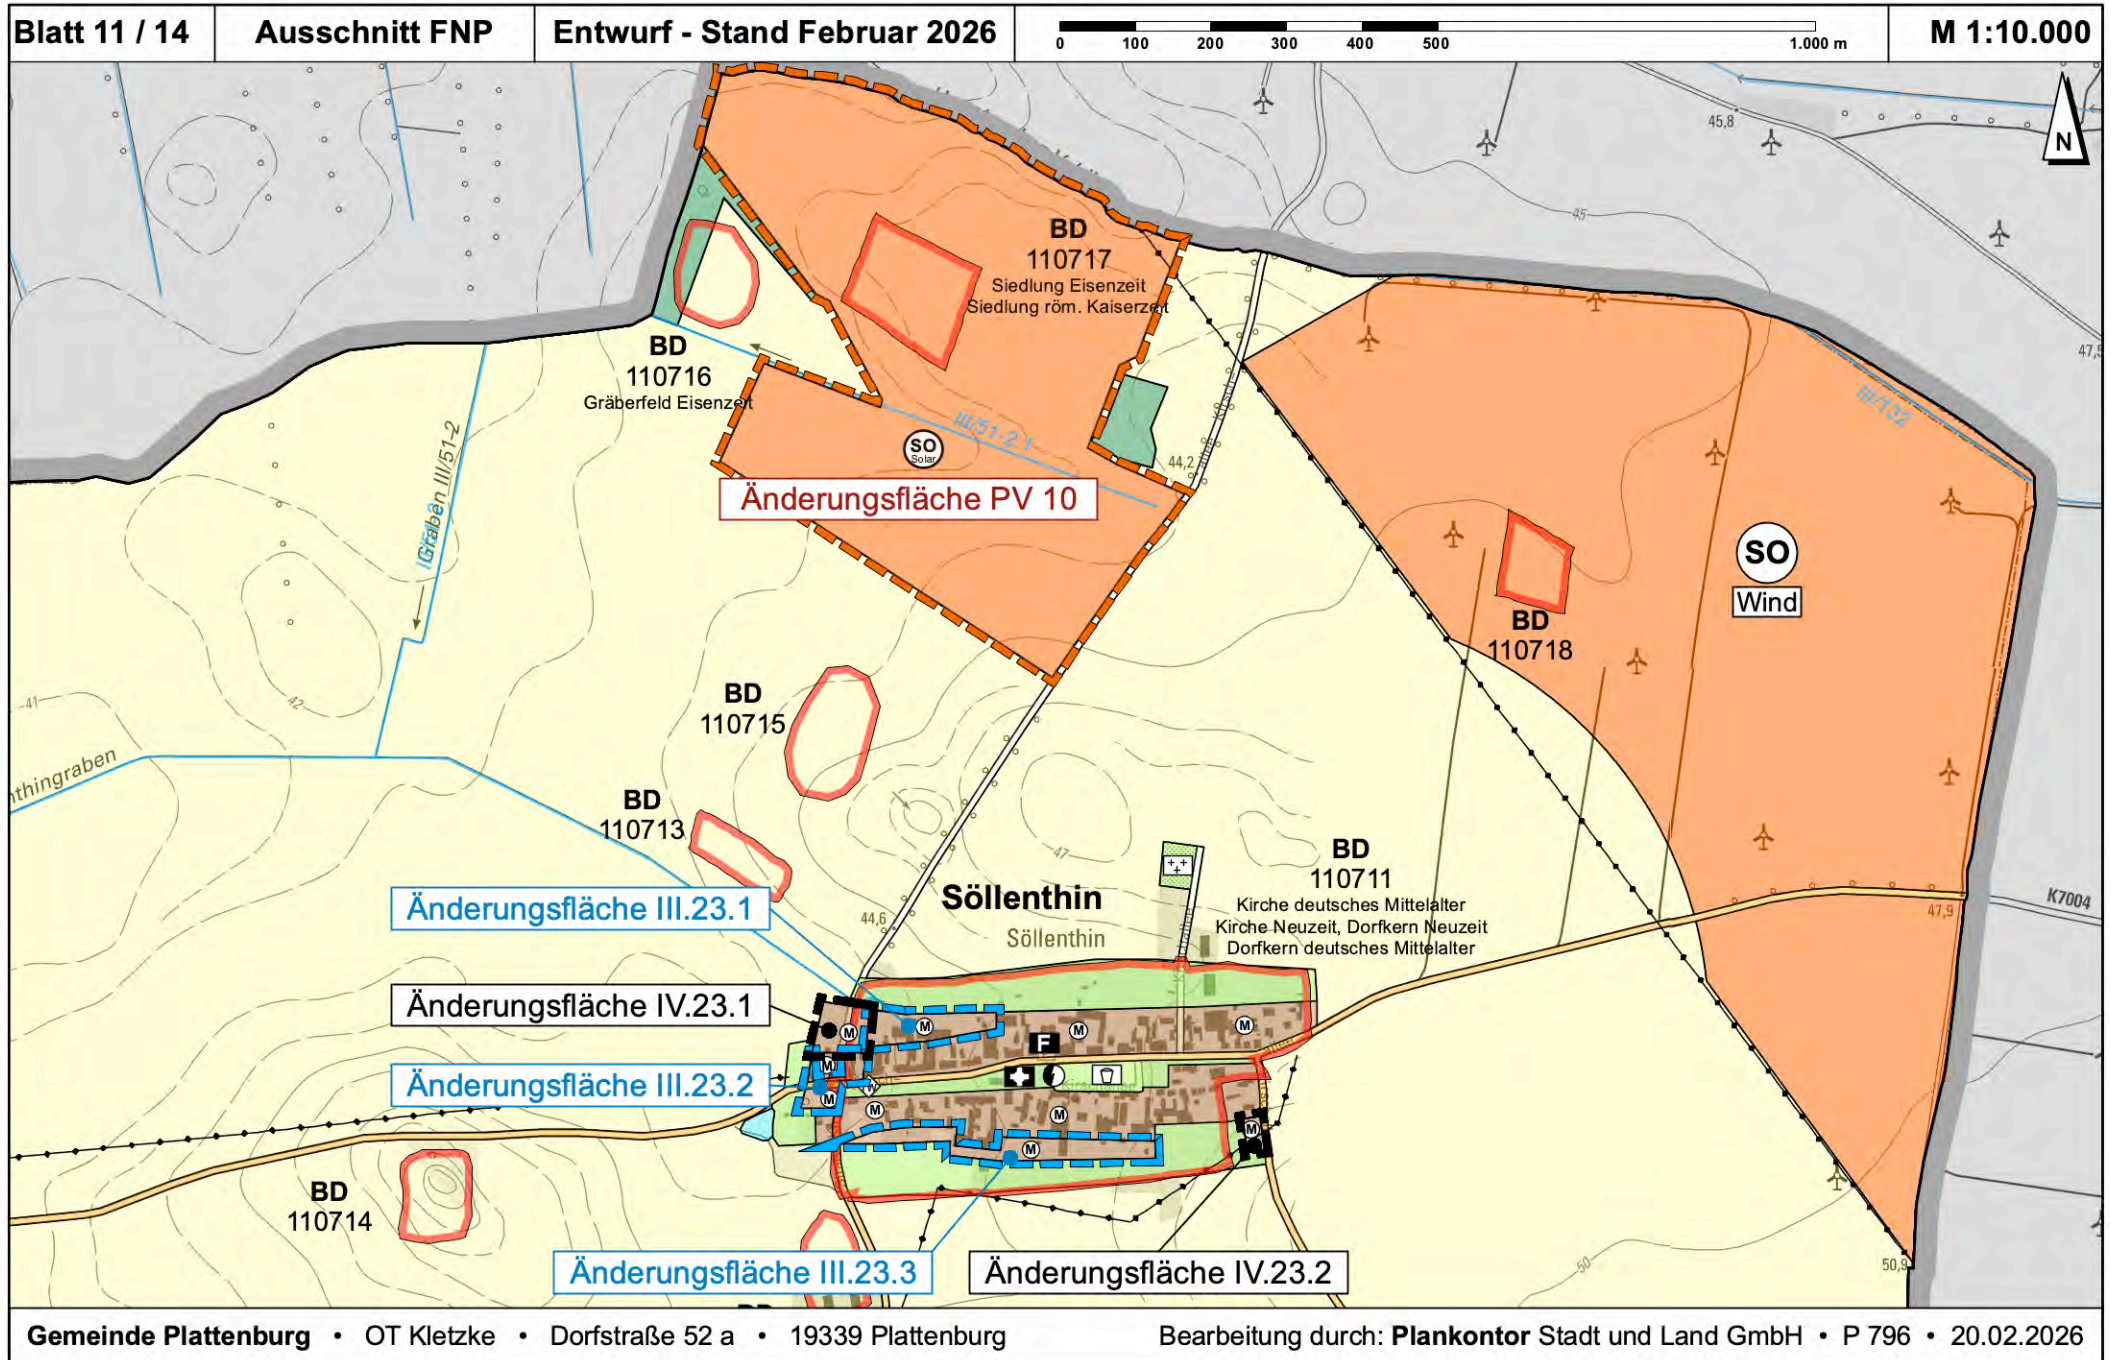 Blatt 11 / 14
Ausschnitt FNP
Entwurf - Stand Februar 2026
0 100 200 300 400 500 1.000 m
M 1:10.000
N
45,8
45
47,5
BD
110717
Siedlung Eisenzeit
Siedlung röm. Kaiserzeit
BD
110716
Gräberfeld Eisenzeit
III/51-2 1
SO
Solar
44,2
Änderungsfläche PV 10
Graben III/51-2
III/102
SO
Wind
BD
110718
41
42
BD
110715
nthingraben
BD
110713
47
BD
110711
Kirche deutsches Mittelalter
Kirche Neuzeit, Dorfkern Neuzeit
Dorfkern deutsches Mittelalter
Söllenthin
Söllenthin
44,6
K7004
47,9
Änderungsfläche III.23.1
Änderungsfläche IV.23.1
Änderungsfläche III.23.2
M
M
M
M
F
M
M
M
M
M
M
BD
110714
Änderungsfläche III.23.3
Änderungsfläche IV.23.2
50
50,9
Gemeinde Plattenburg • OT Kletzke • Dorfstraße 52 a • 19339 Plattenburg
Bearbeitung durch: Plankontor Stadt und Land GmbH • P 796 • 20.02.2026